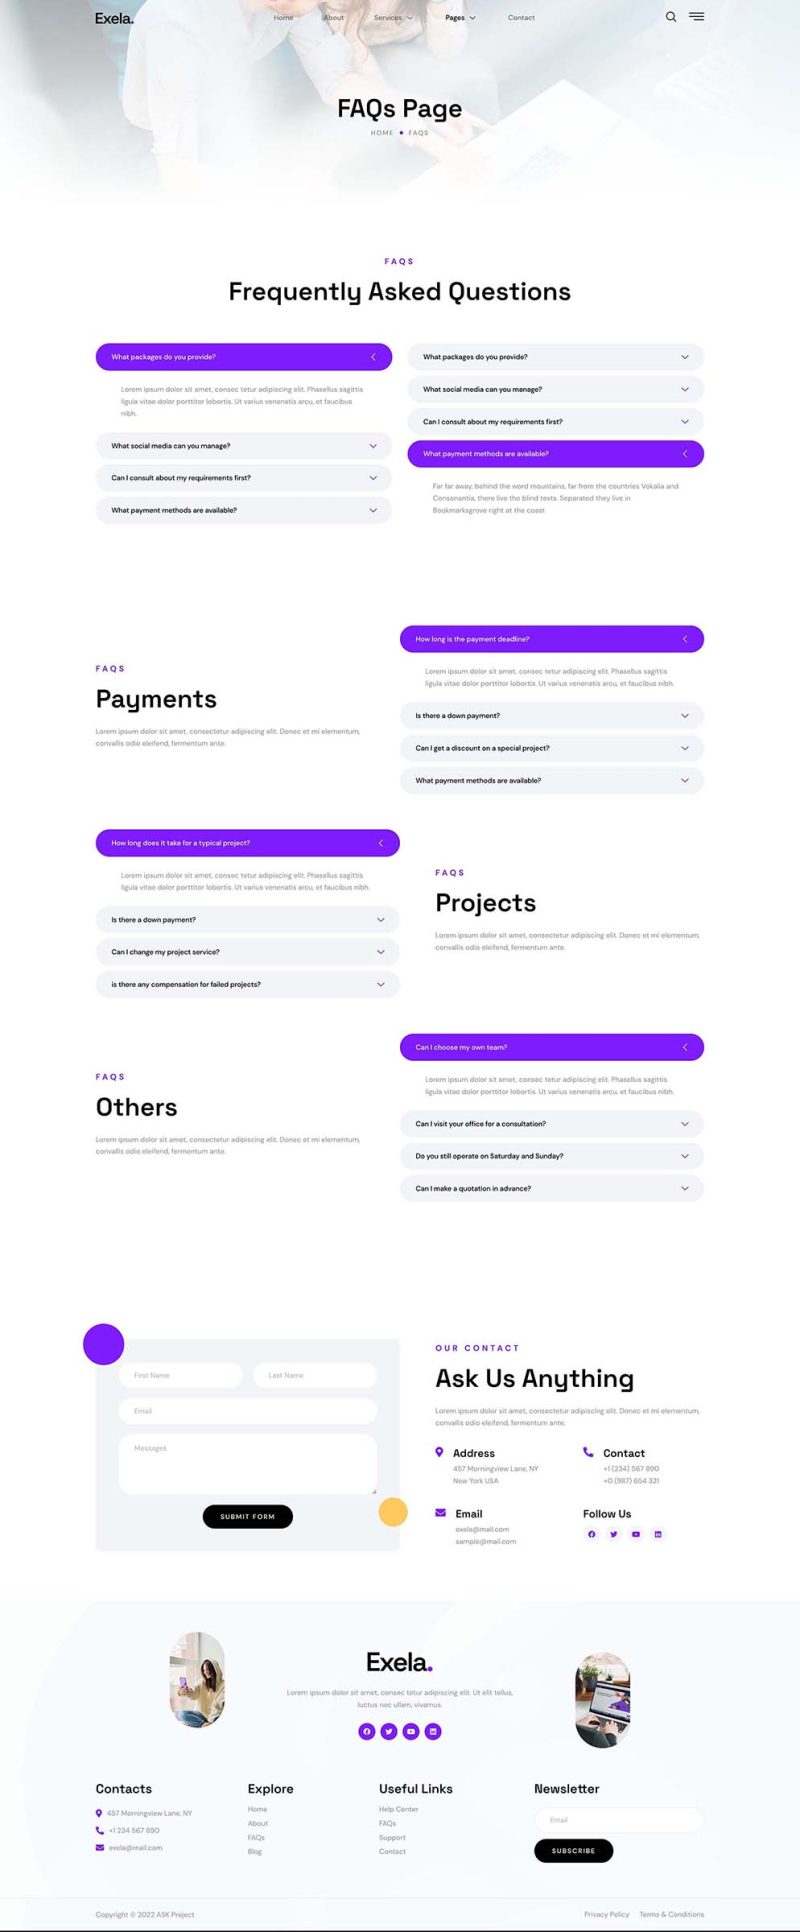 Exela.
Home
About
Services
Pages
Contact
FAQs Page
HOME
FAQS
FAQS
Frequently Asked Questions
What packages do you provide?
Lorem ipsum dolor sit amet, consec tetur adipiscing elit. Phasellus sagittis
ligula vitae dolor porttitor lobortis. Ut varius venenatis arcu, et faucibus
nibh.
What social media can you manage?
Can I consult about my requirements first?
What payment methods are available?
What packages do you provide?
What social media can you manage?
Can I consult about my requirements first?
What payment methods are available?
Far far away, behind the word mountains, far from the countries Vokalia and
Consonantia, there live the blind texts. Separated they live in
Bookmarksgrove right at the coast
FAQS
Payments
Lorem ipsum dolor sit amet, consectetur adipiscing elit. Donec et mi elementum,
convallis odio eleifend, fermentum ante.
How long is the payment deadline?
Lorem ipsum dolor sit amet, consec tetur adipiscing elit. Phasellus sagittis
ligula vitae dolor porttitor lobortis. Ut varius venenatis arcu, et faucibus nibh.
Is there a down payment?
Can I get a discount on a special project?
What payment methods are available?
How long does it take for a typical project?
Lorem ipsum dolor sit amet, consec tetur adipiscing elit. Phasellus sagittis
ligula vitae dolor porttitor lobortis. Ut varius venenatis arcu, et faucibus nibh.
Is there a down payment?
Can I change my project service?
is there any compensation for failed projects?
FAQS
Projects
Lorem ipsum dolor sit amet, consectetur adipiscing elit. Donec et mi elementum,
convallis odio eleifend, fermentum ante.
FAQS
Others
Lorem ipsum dolor sit amet, consectetur adipiscing elit. Donec et mi elementum,
convallis odio eleifend, fermentum ante.
Can I choose my own team?
Lorem ipsum dolor sit amet, consec tetur adipiscing elit. Phasellus sagittis
ligula vitae dolor porttitor lobortis. Ut varius venenatis arcu, et faucibus nibh.
Can I visit your office for a consultation?
Do you still operate on Saturday and Sunday?
Can I make a quotation in advance?
First Name
Last Name
Email
Messages
SUBMIT FORM
OUR CONTACT
Ask Us Anything
Lorem ipsum dolor sit amet, consectetur adipiscing elit. Donec et mi elementum,
convallis odio eleifend, fermentum ante.
Address
457 Morningview Lane, NY
New York USA
Contact
+1 (234) 567 890
+0 (987) 654 321
Email
exela@mail.com
sample@mail.com
Follow Us
Exela.
Lorem ipsum dolor sit amet, consec tetur adipiscing elit. Ut elit tellus,
luctus nec ullam, vivamus.
Contacts
457 Morningview Lane, NY
+1 234 567 890
exela@mail.com
Explore
Home
About
FAQs
Blog
Useful Links
Help Center
FAQs
Support
Contact
Newsletter
Email
SUBSCRIBE
Copyright © 2022 ASK Project
Privacy Policy
Terms & Conditions